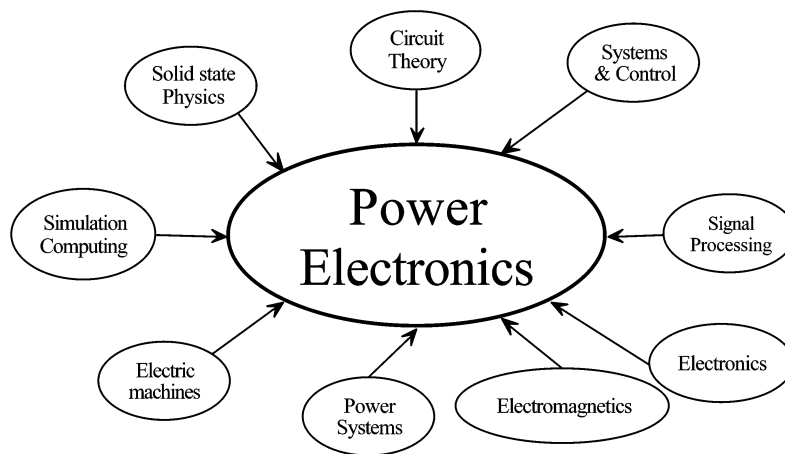 Circuit
Theory
Systems
& Control
Solid state
Physics
Power
Electronics
Simulation
Computing
Signal
Processing
Electric
machines
Power
Systems
Electromagnetics
Electronics